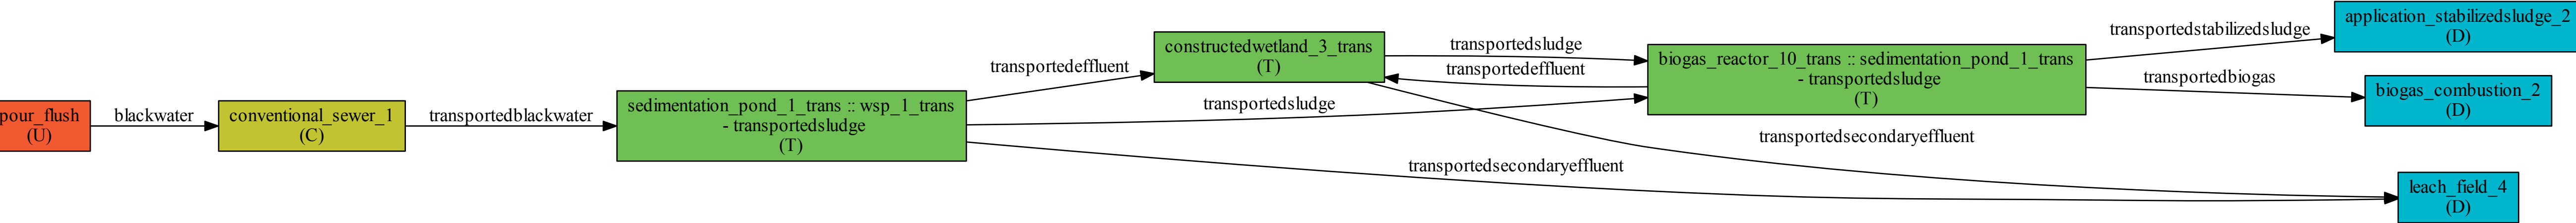 pour_flush
(U)
blackwater
conventional_sewer_1
(C)
transportedblackwater
sedimentation_pond_1_trans :: wsp_1_trans
- transportedsludge
(T)
transportedeffluent
transportedsludge
transportedsecondaryeffluent
constructedwetland_3_trans
(T)
transportedsludge
transportedeffluent
transportedsecondaryeffluent
biogas_reactor_10_trans :: sedimentation_pond_1_trans
- transportedsludge
(T)
transportedstabilizedsludge
transportedbiogas
application_stabilizedsludge_2
(D)
biogas_combustion_2
(D)
leach_field_4
(D)